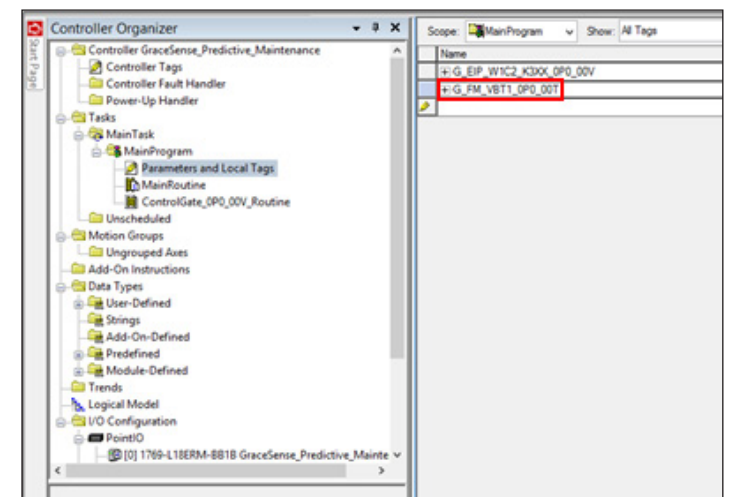 Controller Organizer
Start Page
Controller GraceSense_Predictive_Maintenance
Controller Tags
Controller Fault Handler
Power-Up Handler
Tasks
MainTask
MainProgram
Parameters and Local Tags
MainRoutine
ControlGate_0P0_00V_Routine
Unscheduled
Motion Groups
Ungrouped Axes
Add-On Instructions
Data Types
User-Defined
Strings
Add-On-Defined
Predefined
Module-Defined
Trends
Logical Model
I/O Configuration
PointIO
[0] 1769-L18ERM-BB1B GraceSense_Predictive_Mainte
Scope: MainProgram Show: All Tags
Name
G_EIP_W1C2_K3XX_0P0_00V
G_FM_VBT1_0P0_00T